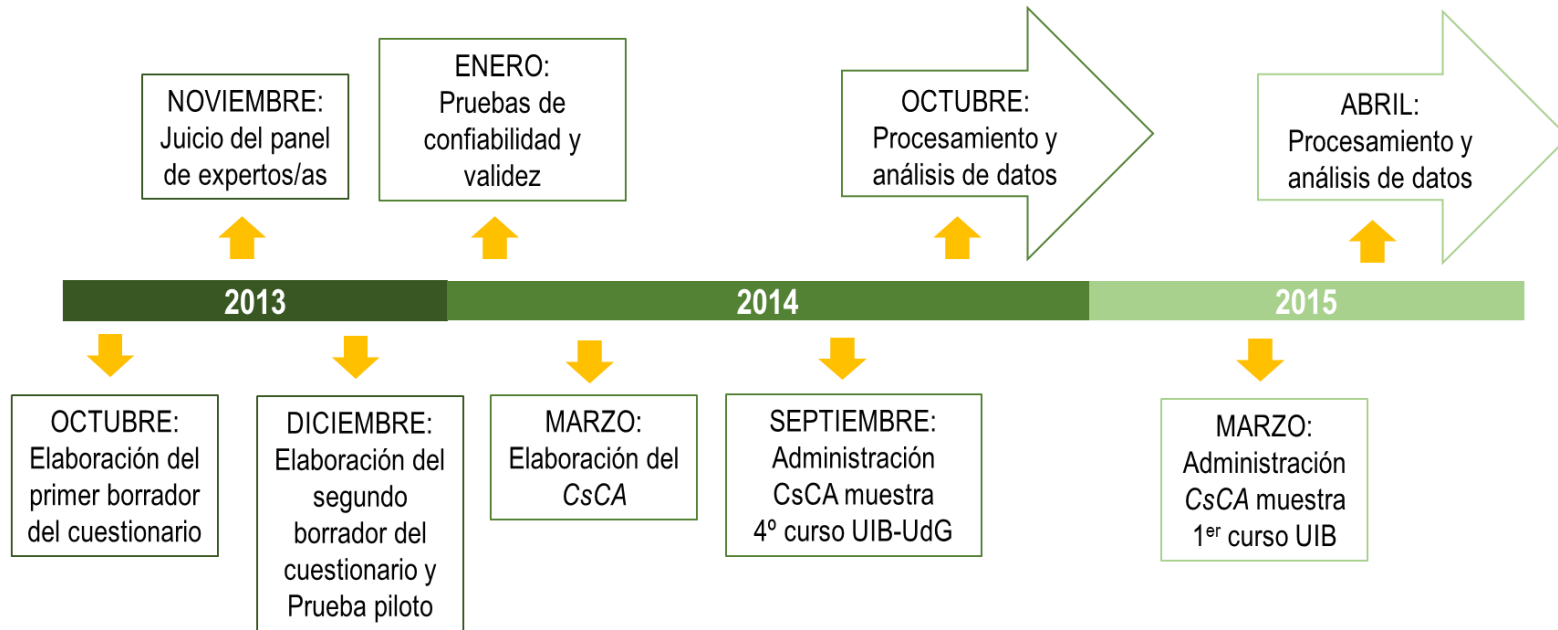 NOVIEMBRE:
Juicio del panel
de expertos/as
ENERO:
Pruebas de
confiabilidad y
validez
OCTUBRE:
Procesamiento y
análisis de datos
ABRIL:
Procesamiento y
análisis de datos
2013
2014
2015
OCTUBRE:
Elaboración del
primer borrador
del cuestionario
DICIEMBRE:
Elaboración del
segundo
borrador del
cuestionario y
Prueba piloto
MARZO:
Elaboración del
CsCA
SEPTIEMBRE:
Administración
CsCA muestra
4º curso UIB-UdG
MARZO:
Administración
CsCA muestra
1er curso UIB